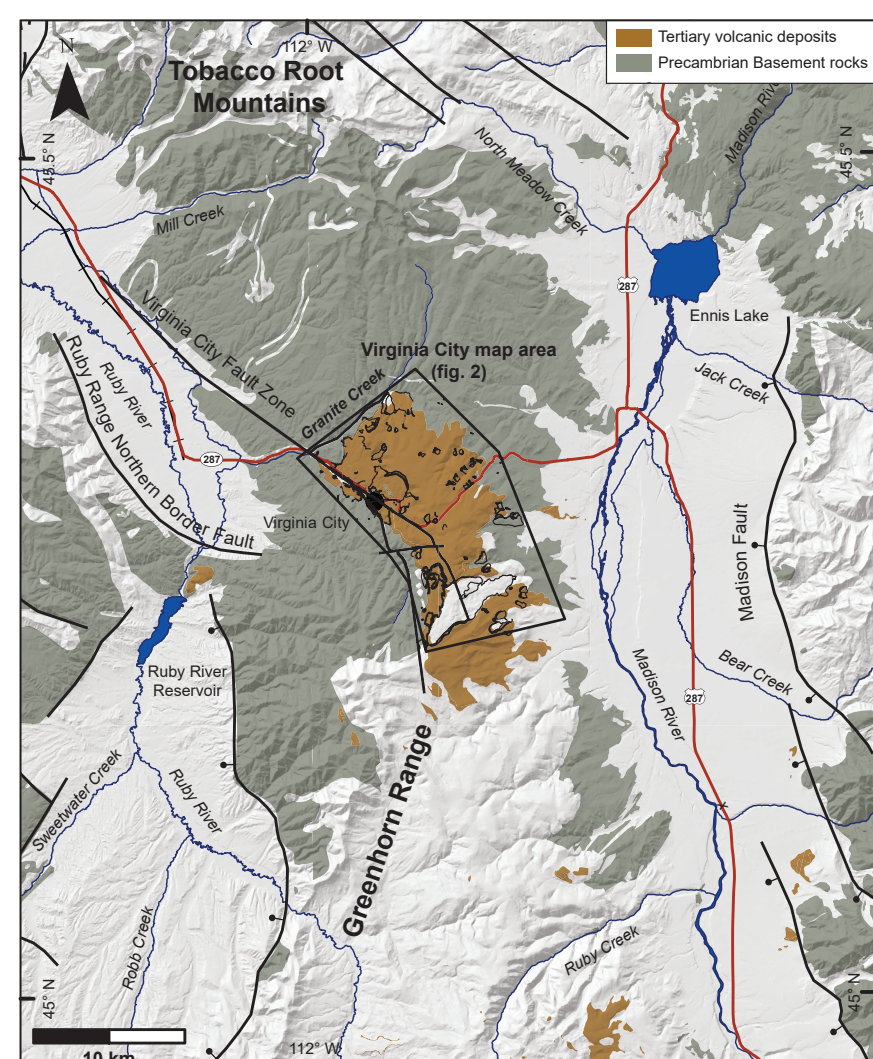 Tertiary volcanic deposits
Precambrian Basement rocks
N
112° W
Tobacco Root
Mountains
45.5° N
45.5° N
Madison River
North Meadow Creek
Mill Creek
287
Ennis Lake
Virginia City Fault Zone
Virginia City map area
(fig. 2)
Jack Creek
Ruby River
Ruby Range Northern Border Fault
Granite Creek
287
Virginia City
Madison Fault
Ruby River
Reservoir
Madison River
Bear Creek
287
Greenhorn Range
Sweetwater Creek
Ruby River
Robb Creek
Ruby Creek
45° N
45° N
10 km
112° W